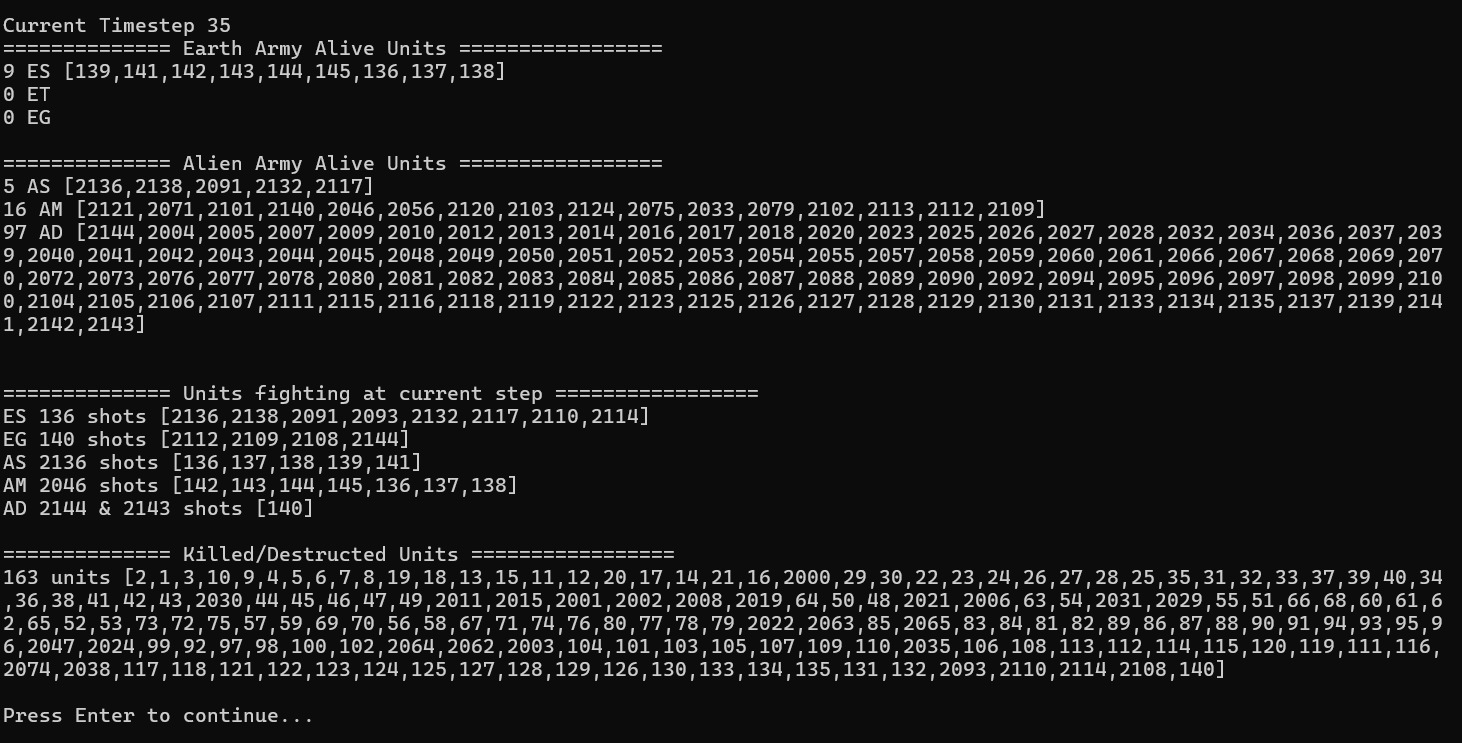 Current Timestep 35
============== Earth Army Alive Units =================
9 ES [139,141,142,143,144,145,136,137,138]
0 ET
0 EG
============== Alien Army Alive Units =================
5 AS [2136,2138,2091,2132,2117]
16 AM [2121,2071,2101,2140,2046,2056,2120,2103,2124,2075,2033,2079,2102,2113,2112,2109]
97 AD [2144,2004,2005,2007,2009,2010,2012,2013,2014,2016,2017,2018,2020,2023,2025,2026,2027,2028,2032,2034,2036,2037,203
9,2040,2041,2042,2043,2044,2045,2048,2049,2050,2051,2052,2053,2054,2055,2057,2058,2059,2060,2061,2066,2067,2068,2069,207
0,2072,2073,2076,2077,2078,2080,2081,2082,2083,2084,2085,2086,2087,2088,2089,2090,2092,2094,2095,2096,2097,2098,2099,210
0,2104,2105,2106,2107,2111,2115,2116,2118,2119,2122,2123,2125,2126,2127,2128,2129,2130,2131,2133,2134,2135,2137,2139,214
1,2142,2143]
============== Units fighting at current step =================
ES 136 shots [2136,2138,2091,2093,2132,2117,2110,2114]
EG 140 shots [2112,2109,2108,2144]
AS 2136 shots [136,137,138,139,141]
AM 2046 shots [142,143,144,145,136,137,138]
AD 2144 & 2143 shots [140]
============== Killed/Destructed Units =================
163 units [2,1,3,10,9,4,5,6,7,8,19,18,13,15,11,12,20,17,14,21,16,2000,29,30,22,23,24,26,27,28,25,35,31,32,33,37,39,40,34
,36,38,41,42,43,2030,44,45,46,47,49,2011,2015,2001,2002,2008,2019,64,50,48,2021,2006,63,54,2031,2029,55,51,66,68,60,61,6
2,65,52,53,73,72,75,57,59,69,70,56,58,67,71,74,76,80,77,78,79,2022,2063,85,2065,83,84,81,82,89,86,87,88,90,91,94,93,95,9
6,2047,2024,99,92,97,98,100,102,2064,2062,2003,104,101,103,105,107,109,110,2035,106,108,113,112,114,115,120,119,111,116,
2074,2038,117,118,121,122,123,124,125,127,128,129,126,130,133,134,135,131,132,2093,2110,2114,2108,140]
Press Enter to continue...